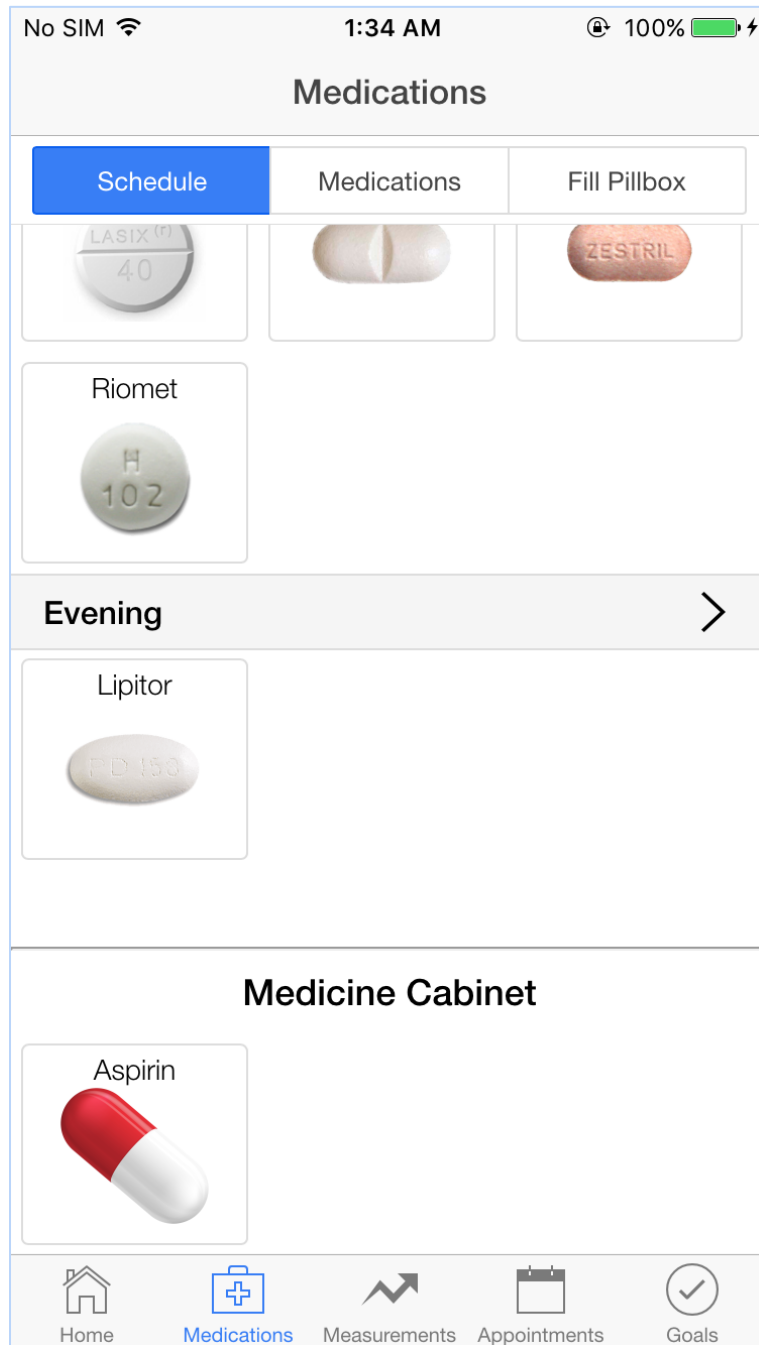 No SIM 1:34 AM 100%
Medications
Schedule Medications Fill Pillbox
LASIX (r)
40
ZESTRIL
Riomet
H
102
Evening
Lipitor
PD 156
Medicine Cabinet
Aspirin
Home Medications Measurements Appointments Goals